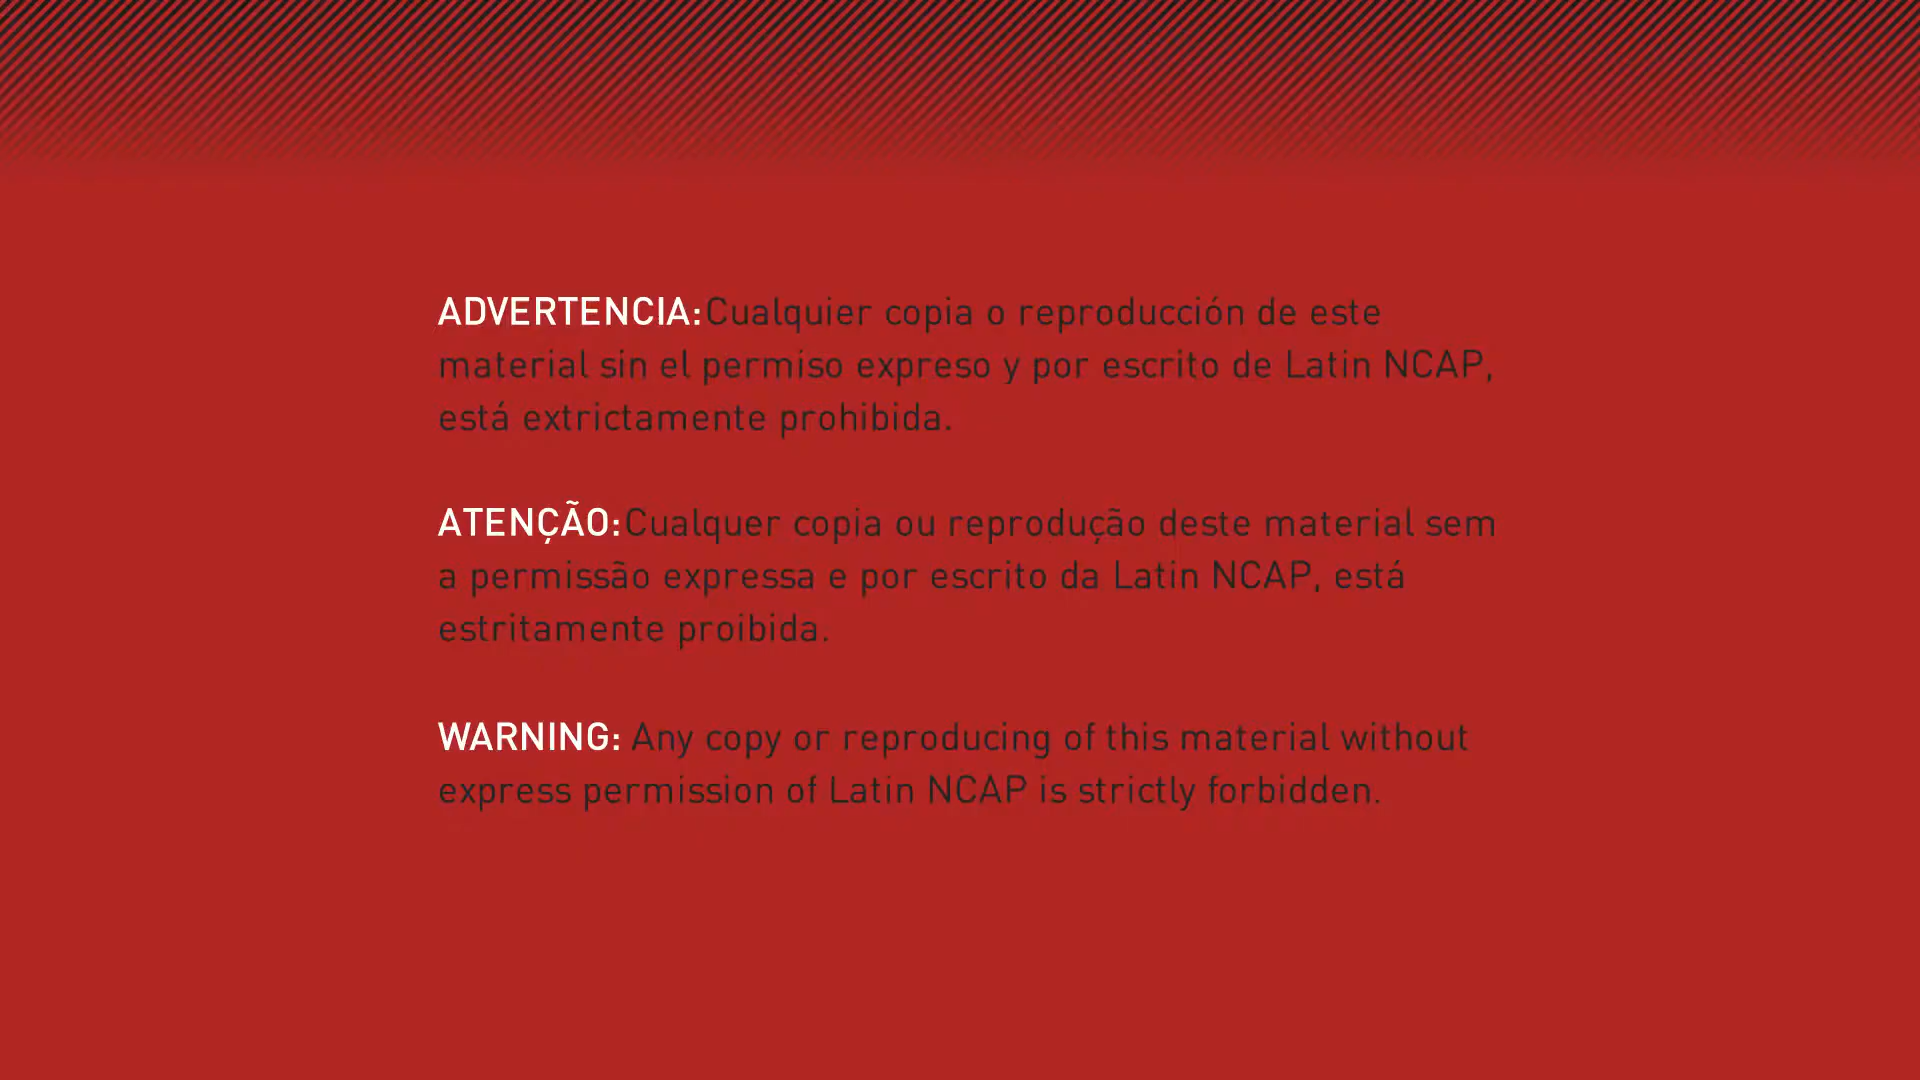 ADVERTENCIA: Cualquier copia o reproducción de este
material sin el permiso expreso y por escrito de Latin NCAP,
está extrictamente prohibida.
ATENÇÃO: Cualquer copia ou reprodução deste material sem
a permissão expressa e por escrito da Latin NCAP, está
estritamente proibida.
WARNING: Any copy or reproducing of this material without
express permission of Latin NCAP is strictly forbidden.